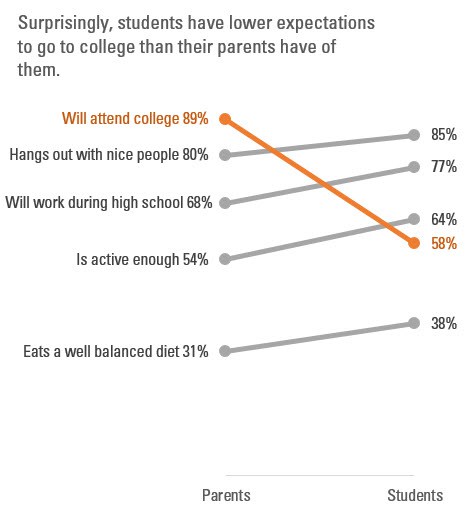 Surprisingly, students have lower expectations
to go to college than their parents have of
them.
Will attend college 89%
85%
Hangs out with nice people 80%
77%
Will work during high school 68%
64%
58%
Is active enough 54%
38%
Eats a well balanced diet 31%
Parents
Students